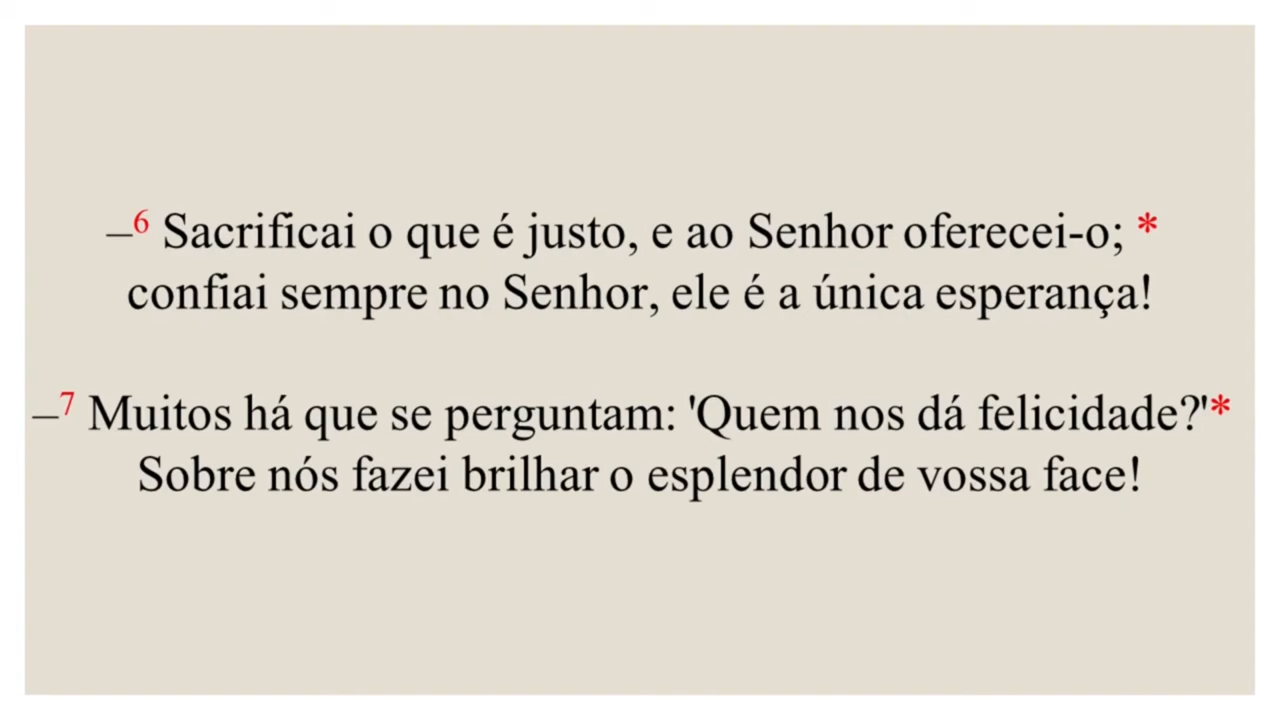 –6 Sacrificai o que é justo, e ao Senhor oferecei-o; *
confiai sempre no Senhor, ele é a única esperança!
–7 Muitos há que se perguntam: 'Quem nos dá felicidade?'*
Sobre nós fazei brilhar o esplendor de vossa face!